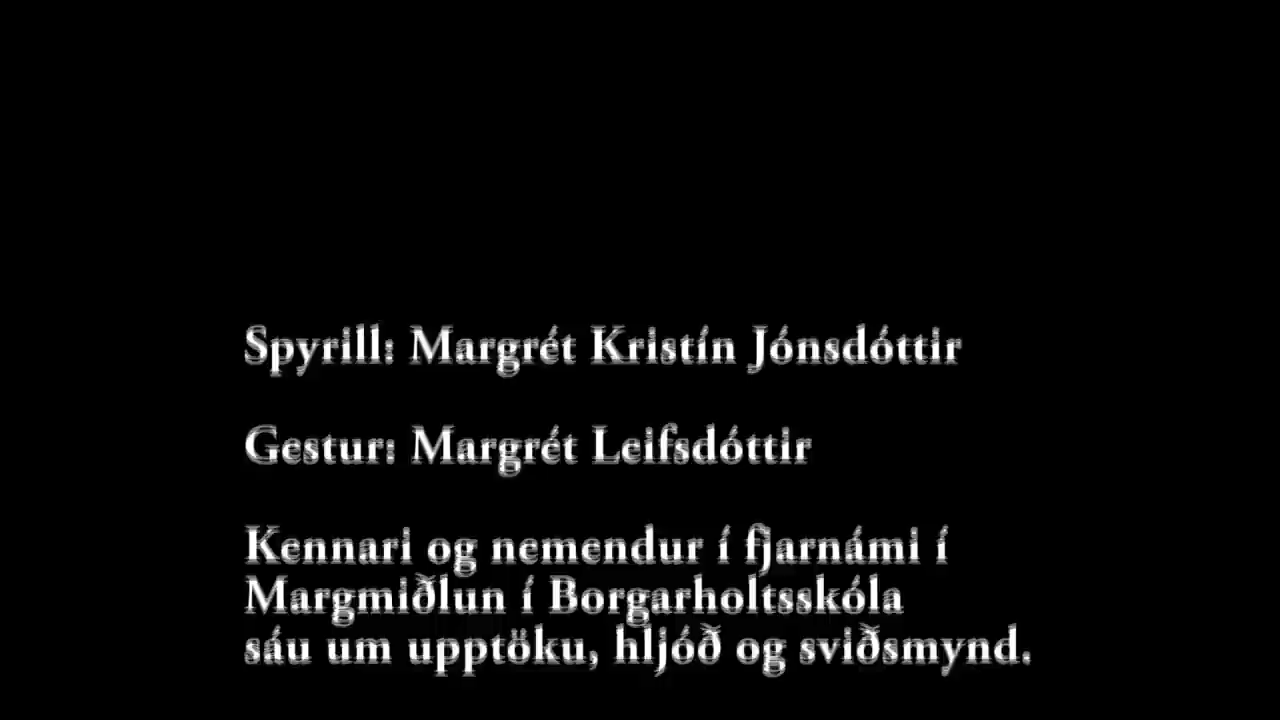 Spyrill: Margrét Kristín Jónsdóttir
Gestur: Margrét Leifsdóttir
Kennari og nemendur í fjarnámi í
Margmiðlun í Borgarholtsskóla
sáu um upptöku, hljóð og sviðsmynd.